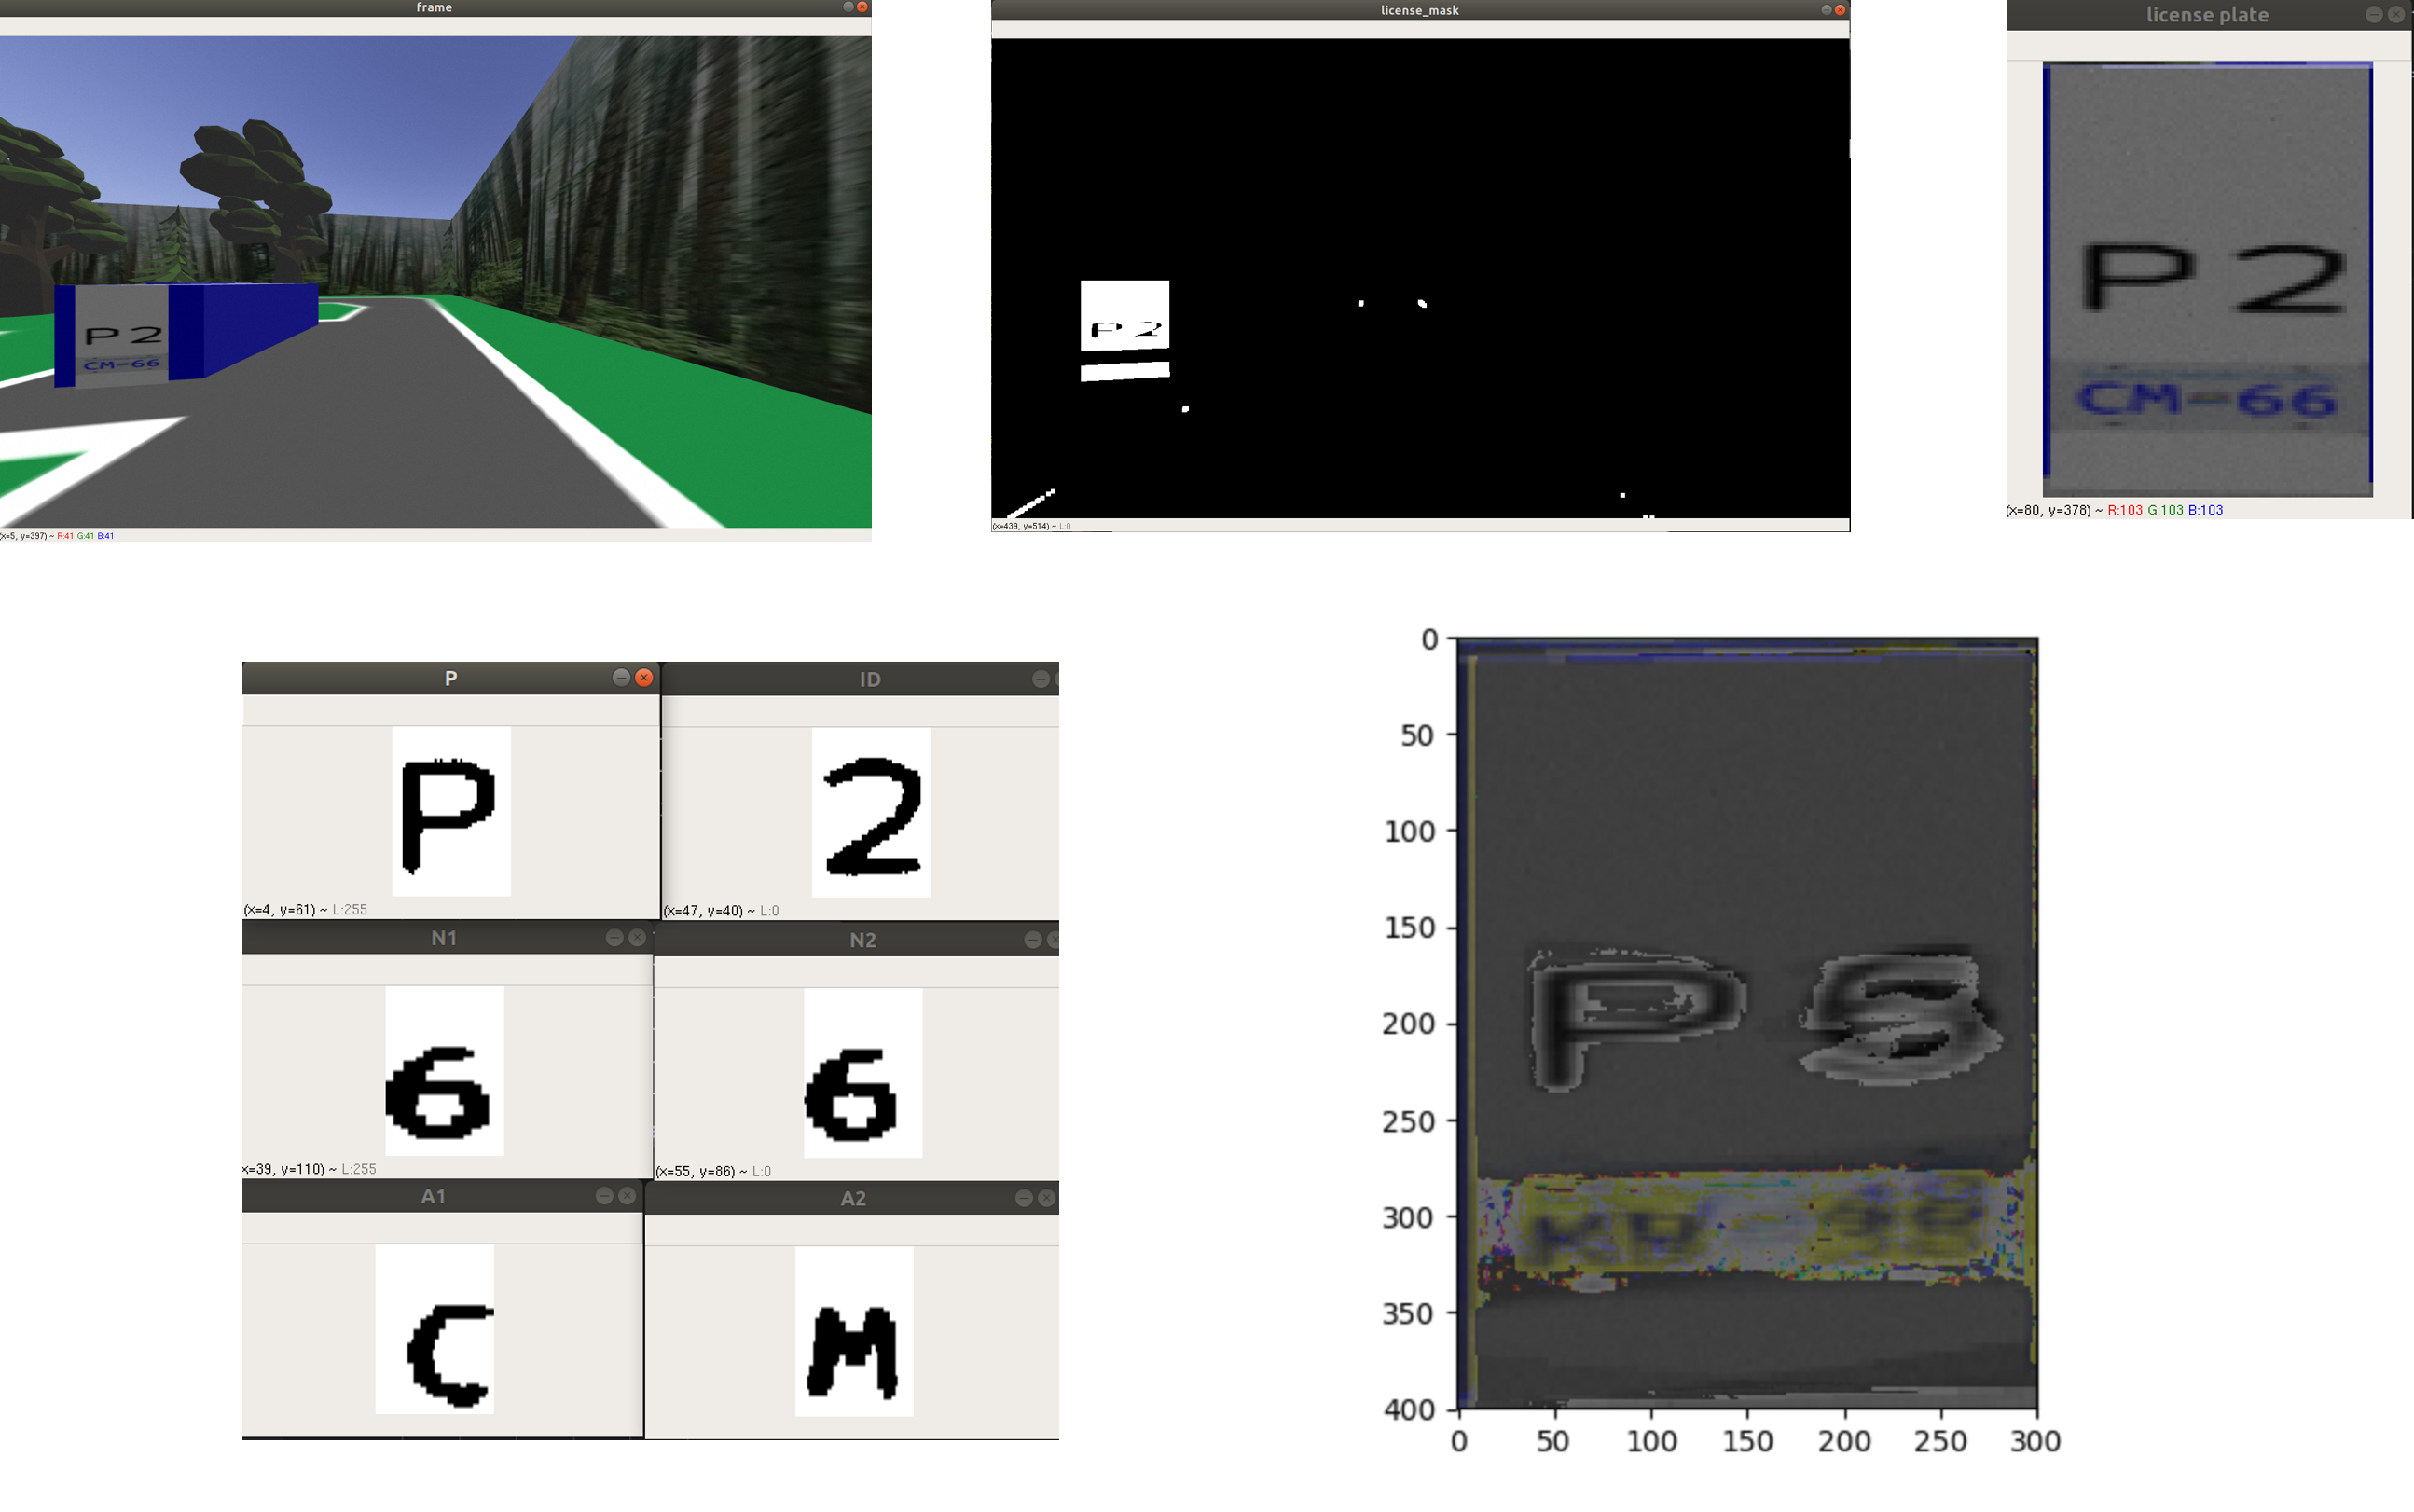 frame
P 2
CM-66
(x=5, y=397) ~ R:41 G:41 B:41
license_mask
P 2
(x=439, y=514) ~ L:0
license plate
P 2
CM-66
(x=80, y=378) ~ R:103 G:103 B:103
P
P
(x=4, y=61) ~ L:255
ID
2
(x=47, y=40) ~ L:0
N1
6
x=39, y=110) ~ L:255
N2
6
(x=55, y=86) ~ L:0
A1
C
A2
M
0
50
100
150
200
250
300
350
400
P
0 50 100 150 200 250 300